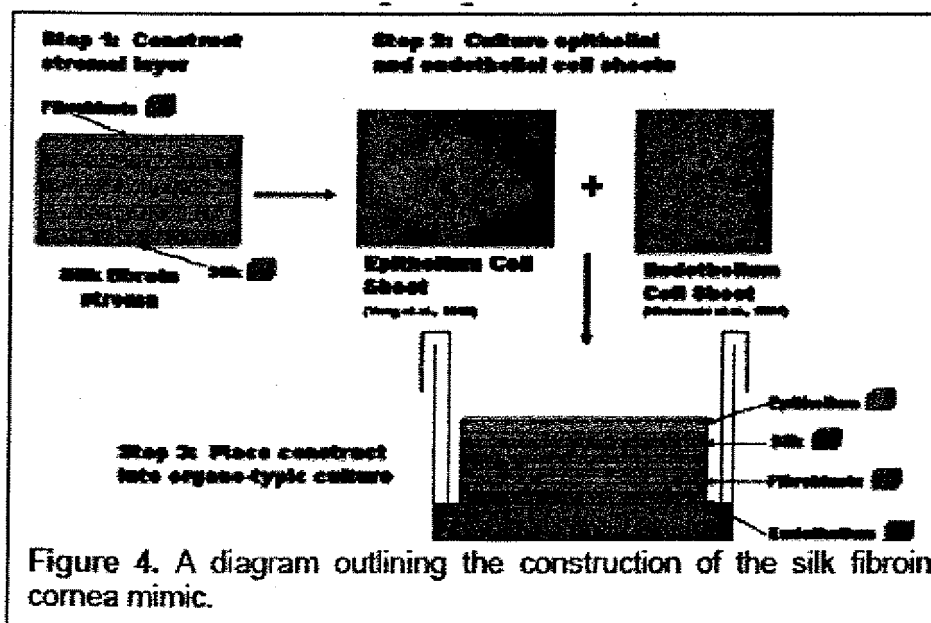 Step 1: Construct
stromal layer
Step 2: Culture epithelial
and endothelial cell sheets
Fibroblasts
+
Silk
Silk fibroin
stroma
Epithelium Cell
Sheet
Endothelium
Cell Sheet
Step 3: Place construct
into organo-typic culture
Epithelium
Silk
Fibroblasts
Endothelium
Figure 4. A diagram outlining the construction of the silk fibroin
cornea mimic.